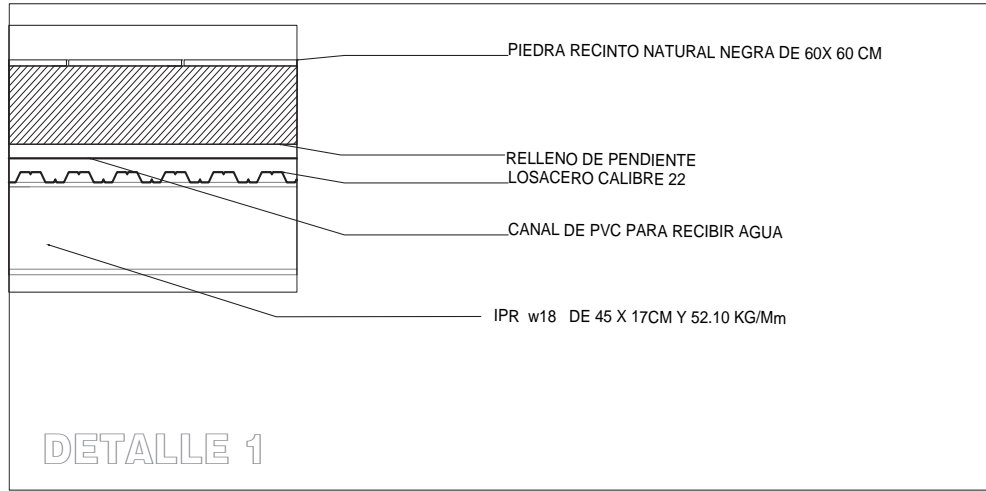 PIEDRA RECINTO NATURAL NEGRA DE 60X 60 CM
RELLENO DE PENDIENTE
LOSACERO CALIBRE 22
CANAL DE PVC PARA RECIBIR AGUA
IPR w18 DE 45 X 17CM Y 52.10 KG/Mm
DETALLE 1